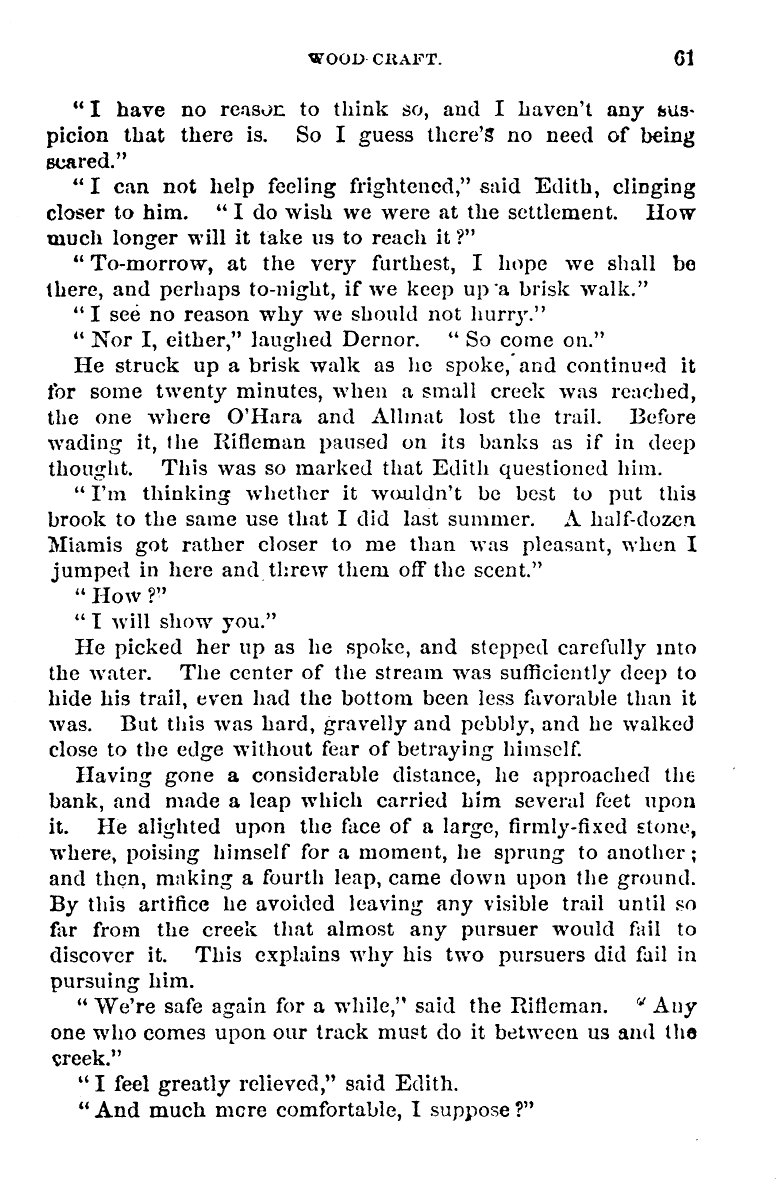 WOOD-CRAFT. 61
"I have no reason to think so, and I haven't any sus-
picion that there is. So I guess there's no need of being
scared."
"I can not help feeling frightened," said Edith, clinging
closer to him. "I do wish we were at the settlement. How
much longer will it take us to reach it?"
"To-morrow, at the very furthest, I hope we shall be
there, and perhaps to-night, if we keep up a brisk walk."
"I see no reason why we should not hurry."
"Nor I, either," laughed Dernor. "So come on."
He struck up a brisk walk as he spoke, and continued it
for some twenty minutes, when a small creek was reached,
the one where O'Hara and Allmat lost the trail. Before
wading it, the Rifleman paused on its banks as if in deep
thought. This was so marked that Edith questioned him.
"I'm thinking whether it wouldn't be best to put this
brook to the same use that I did last summer. A half-dozen
Miamis got rather closer to me than was pleasant, when I
jumped in here and threw them off the scent."
"How?"
"I will show you."
He picked her up as he spoke, and stepped carefully into
the water. The center of the stream was sufficiently deep to
hide his trail, even had the bottom been less favorable than it
was. But this was hard, gravelly and pebbly, and he walked
close to the edge without fear of betraying himself.
Having gone a considerable distance, he approached the
bank, and made a leap which carried him several feet upon
it. He alighted upon the face of a large, firmly-fixed stone,
where, poising himself for a moment, he sprung to another;
and then, making a fourth leap, came down upon the ground.
By this artifice he avoided leaving any visible trail until so
far from the creek that almost any pursuer would fail to
discover it. This explains why his two pursuers did fail in
pursuing him.
"We're safe again for a while," said the Rifleman. "Any
one who comes upon our track must do it between us and the
creek."
"I feel greatly relieved," said Edith.
"And much more comfortable, I suppose?"